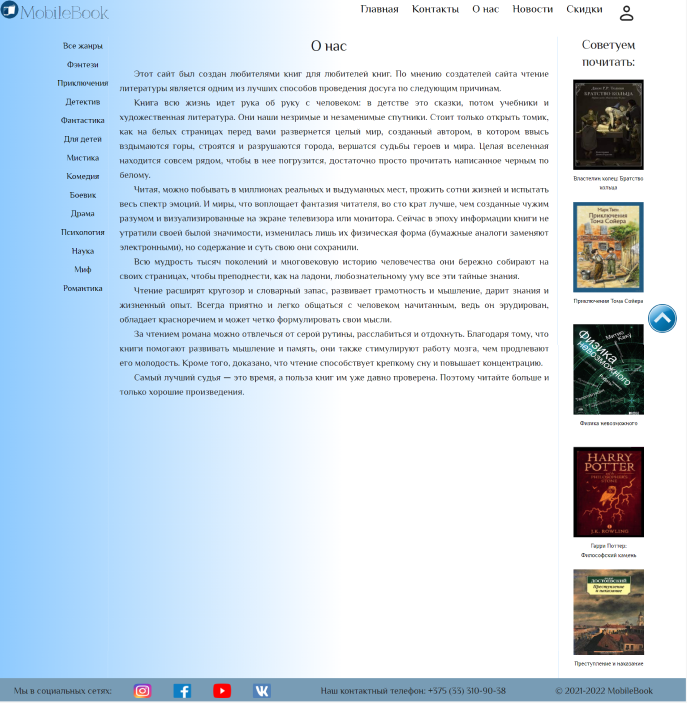 MobileBook
Главная Контакты О нас Новости Скидки
Все жанры
Фэнтези
Приключения
Детектив
Фантастика
Для детей
Мистика
Комедия
Боевик
Драма
Психология
Наука
Миф
Романтика
О нас
Этот сайт был создан любителями книг для любителей книг. По мнению создателей сайта чтение
литературы является одним из лучших способов проведения досуга по следующим причинам.
Книга всю жизнь идет рука об руку с человеком: в детстве это сказки, потом учебники и
художественная литература. Они наши незримые и незаменимые спутники. Стоит только открыть томик,
как на белых страницах перед вами развернется целый мир, созданный автором, в котором ввысь
вздымаются горы, строятся и разрушаются города, вершатся судьбы героев и мира. Целая вселенная
находится совсем рядом, чтобы в нее погрузится, достаточно просто прочитать написанное черным по
белому.
Читая, можно побывать в миллионах реальных и выдуманных мест, прожить сотни жизней и испытать
весь спектр эмоций. И миры, что воплощает фантазия читателя, во сто крат лучше, чем созданные чужим
разумом и визуализированные на экране телевизора или монитора. Сейчас в эпоху информации книги не
утратили своей былой значимости, изменилась лишь их физическая форма (бумажные аналоги заменяют
электронными), но содержание и суть свою они сохранили.
Всю мудрость тысяч поколений и многовековую историю человечества они бережно собирают на
своих страницах, чтобы преподнести, как на ладони, любознательному уму все эти тайные знания.
Чтение расширят кругозор и словарный запас, развивает грамотность и мышление, дарит знания и
жизненный опыт. Всегда приятно и легко общаться с человеком начитанным, ведь он эрудирован,
обладает красноречием и может четко формулировать свои мысли.
За чтением романа можно отвлечься от серой рутины, расслабиться и отдохнуть. Благодаря тому, что
книги помогают развивать мышление и память, они также стимулируют работу мозга, чем продлевают
его молодость. Кроме того, доказано, что чтение способствует крепкому сну и повышает концентрацию.
Самый лучший судья — это время, а польза книг им уже давно проверена. Поэтому читайте больше и
только хорошие произведения.
Советуем
почитать:
БРАТСТВО КОЛЬЦА
Властелин колец: Братство
кольца
Марк Твен
Приключения
Тома Сойера
Приключения Тома Сойера
Митио
Каку
Физика
невозможного
Физика невозможного
HARRY
POTTER
J.K. ROWLING
Гарри Поттер:
Философский камень
ДОСТОЕВСКИЙ
Преступление
и наказание
Преступление и наказание
Мы в социальных сетях:
Наш контактный телефон: +375 (33) 310-90-38
© 2021-2022 MobileBook